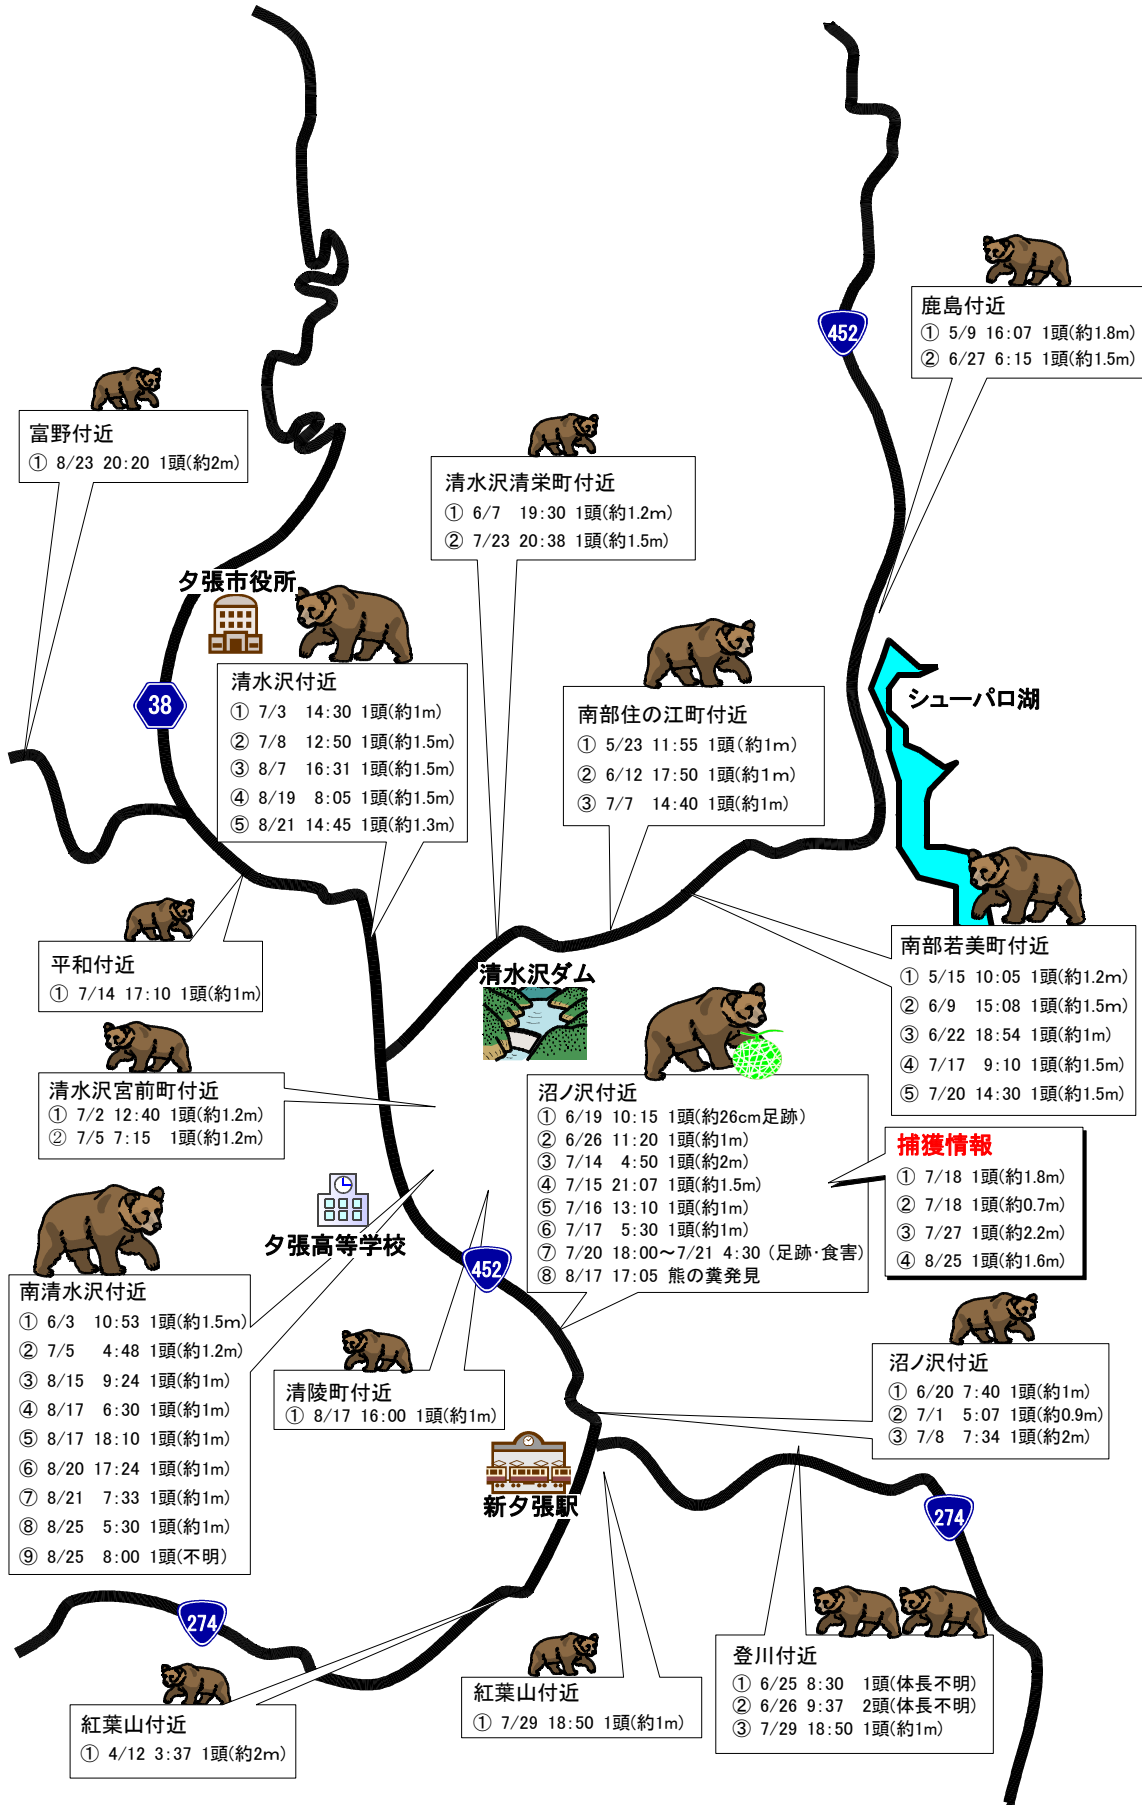 452
鹿島付近
① 5/9 16:07 1頭(約1.8m)
② 6/27 6:15 1頭(約1.5m)
富野付近
① 8/23 20:20 1頭(約2m)
清水沢清栄町付近
① 6/7 19:30 1頭(約1.2m)
② 7/23 20:38 1頭(約1.5m)
夕張市役所
38
清水沢付近
① 7/3 14:30 1頭(約1m)
② 7/8 12:50 1頭(約1.5m)
③ 8/7 16:31 1頭(約1.5m)
④ 8/19 8:05 1頭(約1.5m)
⑤ 8/21 14:45 1頭(約1.3m)
南部住の江町付近
① 5/23 11:55 1頭(約1m)
② 6/12 17:50 1頭(約1m)
③ 7/7 14:40 1頭(約1m)
シューパロ湖
平和付近
① 7/14 17:10 1頭(約1m)
清水沢ダム
南部若美町付近
① 5/15 10:05 1頭(約1.2m)
② 6/9 15:08 1頭(約1.5m)
③ 6/22 18:54 1頭(約1m)
④ 7/17 9:10 1頭(約1.5m)
⑤ 7/20 14:30 1頭(約1.5m)
清水沢宮前町付近
① 7/2 12:40 1頭(約1.2m)
② 7/5 7:15 1頭(約1.2m)
沼ノ沢付近
① 6/19 10:15 1頭(約26cm足跡)
② 6/26 11:20 1頭(約1m)
③ 7/14 4:50 1頭(約2m)
④ 7/15 21:07 1頭(約1.5m)
⑤ 7/16 13:10 1頭(約1m)
⑥ 7/17 5:30 1頭(約1m)
⑦ 7/20 18:00～7/21 4:30 (足跡・食害)
⑧ 8/17 17:05 熊の糞発見
捕獲情報
① 7/18 1頭(約1.8m)
② 7/18 1頭(約0.7m)
③ 7/27 1頭(約2.2m)
④ 8/25 1頭(約1.6m)
夕張高等学校
452
南清水沢付近
① 6/3 10:53 1頭(約1.5m)
② 7/5 4:48 1頭(約1.2m)
③ 8/15 9:24 1頭(約1m)
④ 8/17 6:30 1頭(約1m)
⑤ 8/17 18:10 1頭(約1m)
⑥ 8/20 17:24 1頭(約1m)
⑦ 8/21 7:33 1頭(約1m)
⑧ 8/25 5:30 1頭(約1m)
⑨ 8/25 8:00 1頭(不明)
清陵町付近
① 8/17 16:00 1頭(約1m)
沼ノ沢付近
① 6/20 7:40 1頭(約1m)
② 7/1 5:07 1頭(約0.9m)
③ 7/8 7:34 1頭(約2m)
新夕張駅
274
274
紅葉山付近
① 4/12 3:37 1頭(約2m)
紅葉山付近
① 7/29 18:50 1頭(約1m)
登川付近
① 6/25 8:30 1頭(体長不明)
② 6/26 9:37 2頭(体長不明)
③ 7/29 18:50 1頭(約1m)